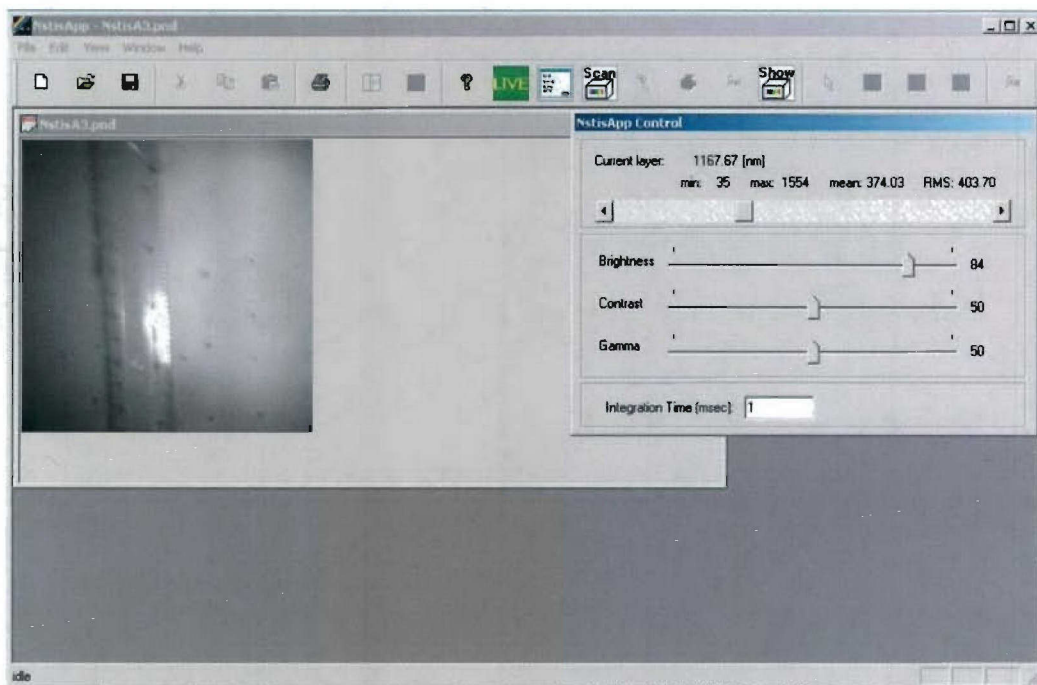 NstisApp - NstisA3.pnd
File Edit View Window Help
LIVE Scan Show
NstisA3.pnd
NstisApp Control
Current layer: 1167.67 [nm]
min: 35 max: 1554 mean: 374.03 RMS: 403.70
Brightness 84
Contrast 50
Gamma 50
Integration Time [msec]: 1
idle